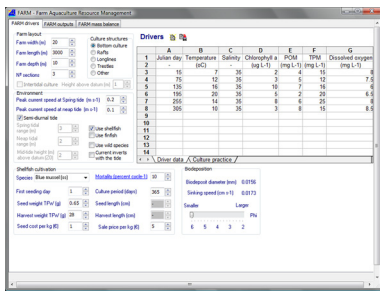 FARM - Farm Aquaculture Resource Management
FARM drivers FARM outputs FARM mass balance
Farm layout
Farm width (m) 20
Farm length (m) 3000
Farm depth (m) 10
Nº sections 3
Culture structures
Bottom culture
Rafts
Longlines
Trestles
Other
Intertidal culture Height above datum (m) 1
Environment
Peak current speed at Spring tide (m s-1) 0.2
Peak current speed at neap tide (m s-1) 0.1
Semi-diurnal tide
Spring tidal range (m) 3
Neap tidal range (m) 2
Mid-tide height (m) above datum (ZH) 2
Use shellfish
Use finfish
Use wild species
Current inverts with the tide
Drivers
A B C D E F G
1 Julian day Temperature Salinity Chlorophyll a POM TPM Dissolved oxygen
2 - (oC) - (ug L-1) (mg L-1) (mg L-1) (mg L-1)
3 15 7 35 2 4 15 8
4 75 12 35 3 5 12 7.5
5 135 16 35 10 7 16 6
6 195 20 35 5 2 20 6.5
7 255 14 35 8 6 25 8
8 305 10 35 3 8 15 8.5
9
10
11
12
13
14
Driver data Culture practice
Shellfish cultivation
Species Blue mussel (ss)
Mortality (percent cycle-1) 10
First seeding day 1
Culture period (days) 365
Seed weight TFW (g) 0.65
Seed length (cm)
Harvest weight TFW (g) 20
Harvest length (cm)
Seed cost per kg (€) 1
Sale price per kg (€) 5
Biodeposition
Biodeposit diameter (mm) 0.0156
Sinking speed (cm s-1) 0.0173
Smaller Larger
Phi
6 5 4 3 2